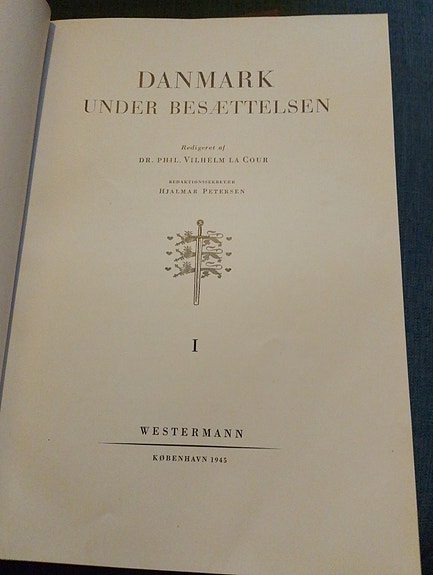 DANMARK
UNDER BESÆTTELSEN
Redigeret af
DR. PHIL. VILHELM LA COUR
REDAKTIONSSEKRETÆR
HJALMAR PETERSEN
I
WESTERMANN
KØBENHAVN 1945